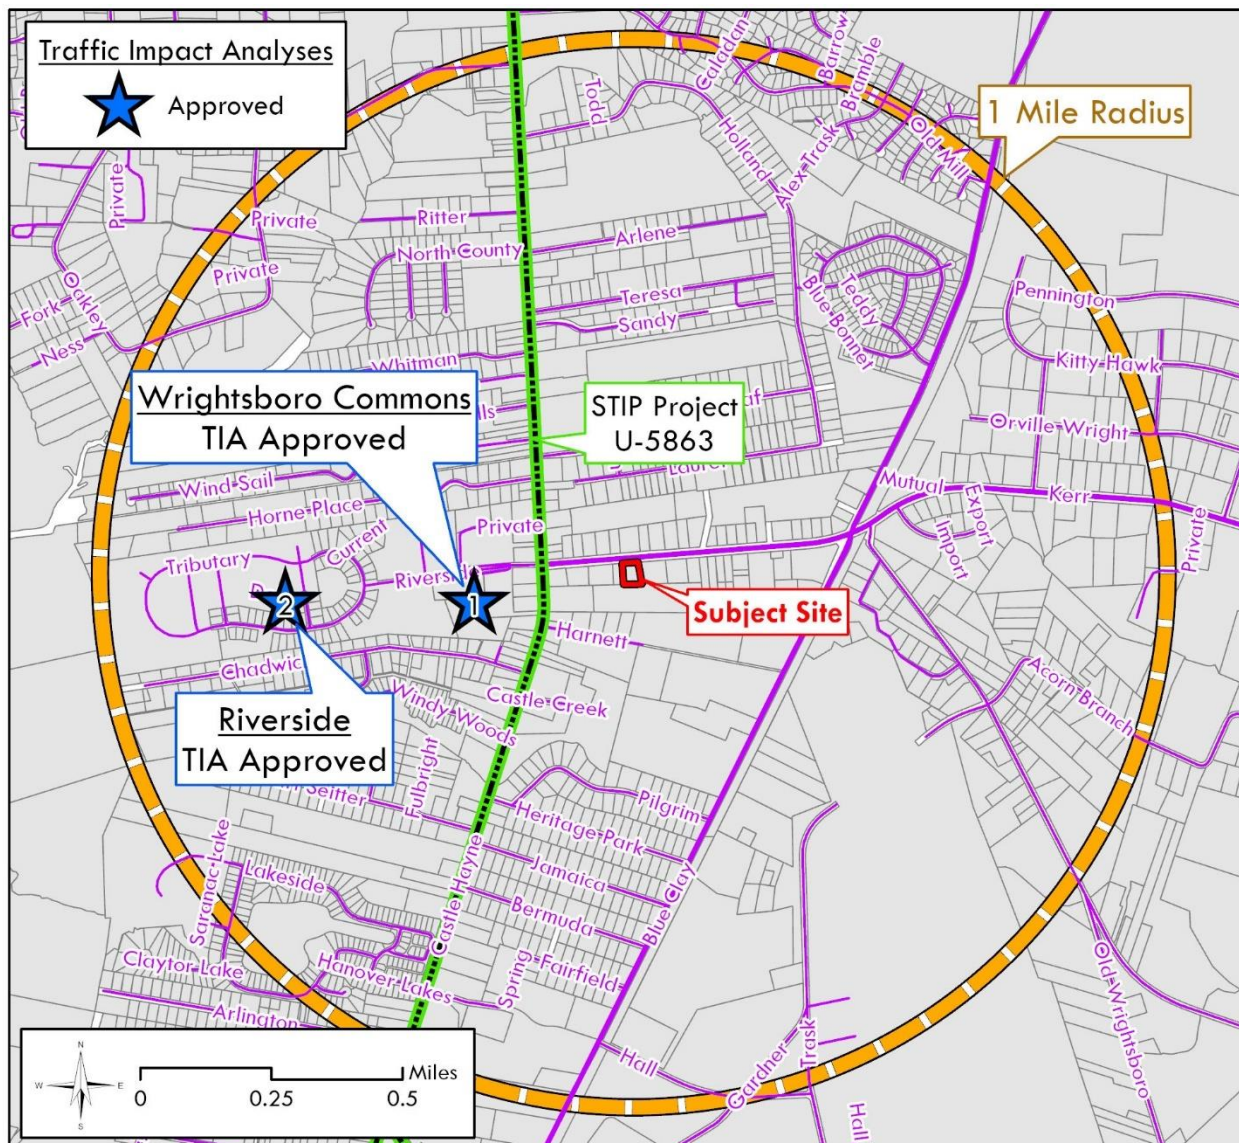 Traffic Impact Analyses
Approved
1 Mile Radius
Caladan
Barrow
Bramble
Todd
Holland
Alex Trask
Old Mill
Private
Private
Private
Ritter
North County
Arlene
Oakley
Fork
Ness
Teresa
Sandy
Teddy
Blue Bonnet
Pennington
Kitty Hawk
Whitman
Wrightsboro Commons
TIA Approved
STIP Project
U-5863
Orville Wright
Wind Sail
Horne Place
Private
Mutual
Kerr
Export
Import
Private
Tributary
Current
Riverside
2
1
Subject Site
Harnett
Chadwic
Castle Creek
Windy Woods
Acorn Branch
Riverside
TIA Approved
Seitter
Fulbright
Pilgrim
Heritage Park
Jamaica
Bermuda
Fairfield
Spring
Castle Hayne
Blue Clay
Saranac Lake
Lakeside
Claytor Lake
Hanover Lakes
Arlington
Old Wrightsboro
Hall
Gardner
Trask
Hall
N
W
E
S
Miles
0
0.25
0.5